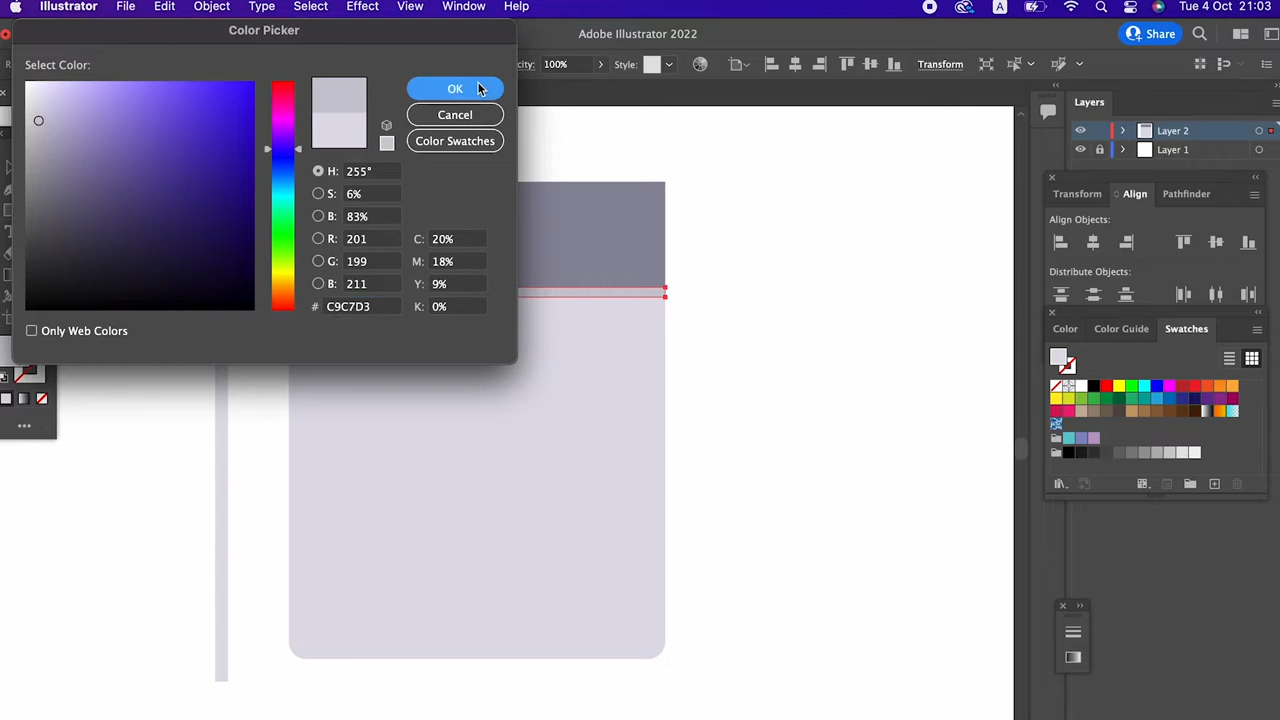 Illustrator File Edit Object Type Select Effect View Window Help A Tue 4 Oct 21:03
Color Picker
Adobe Illustrator 2022
Share
Select Color:
OK
Cancel
Color Swatches
H: 255°
S: 6%
B: 83%
R: 201
G: 199
B: 211
C: 20%
M: 18%
Y: 9%
K: 0%
# C9C7D3
Only Web Colors
city: 100% Style: Transform
Layers
Layer 2
Layer 1
Transform Align Pathfinder
Align Objects:
Distribute Objects:
Color Color Guide Swatches